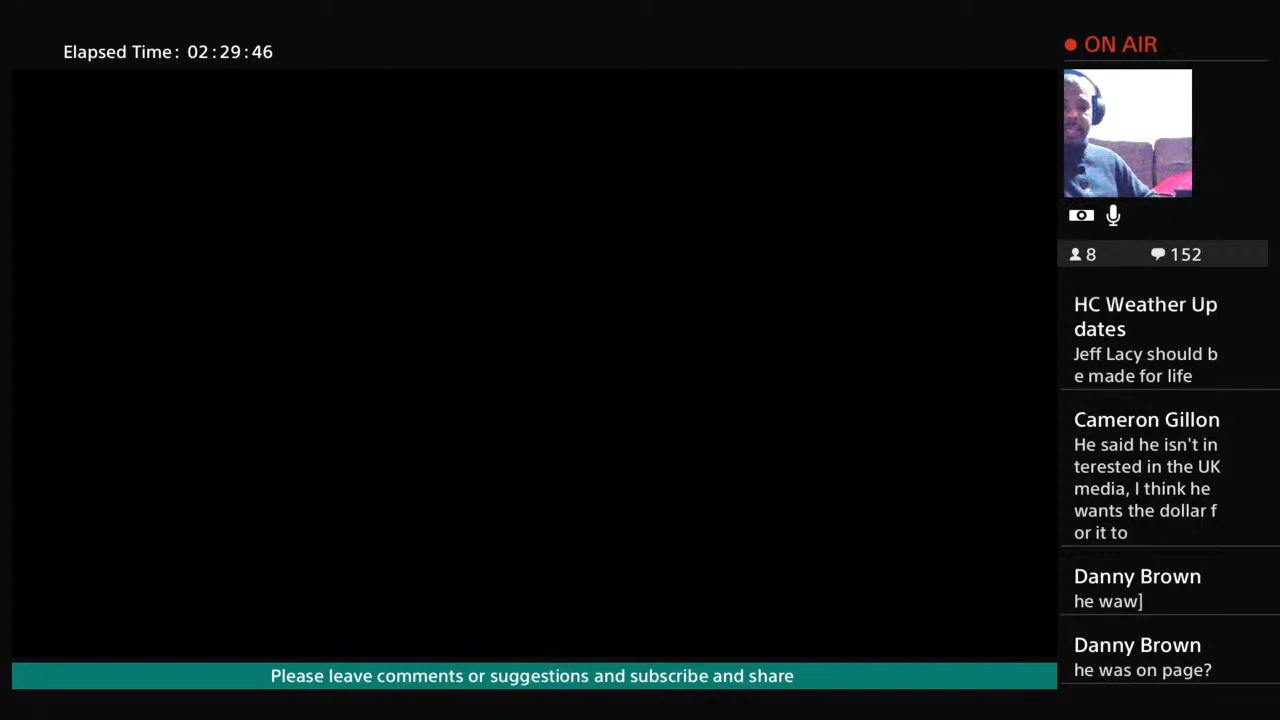 Elapsed Time: 02:29:46
ON AIR
8 152
HC Weather Up
dates
Jeff Lacy should b
e made for life
Cameron Gillon
He said he isn't in
terested in the UK
media, I think he
wants the dollar f
or it to
Danny Brown
he waw]
Danny Brown
he was on page?
Please leave comments or suggestions and subscribe and share